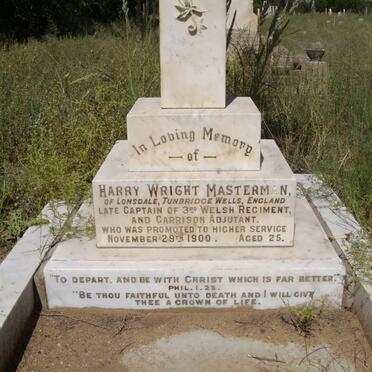 In Loving Memory
— of —
HARRY WRIGHT MASTERMAN,
OF LONSDALE, TUNBRIDGE WELLS, ENGLAND
LATE CAPTAIN OF 3RD WELSH REGIMENT,
AND GARRISON ADJUTANT.
WHO WAS PROMOTED TO HIGHER SERVICE
NOVEMBER 29TH 1900. AGED 25.
"TO DEPART, AND BE WITH CHRIST WHICH IS FAR BETTER."
PHIL. 1. 23.
"BE THOU FAITHFUL UNTO DEATH AND I WILL GIVE
THEE A CROWN OF LIFE.